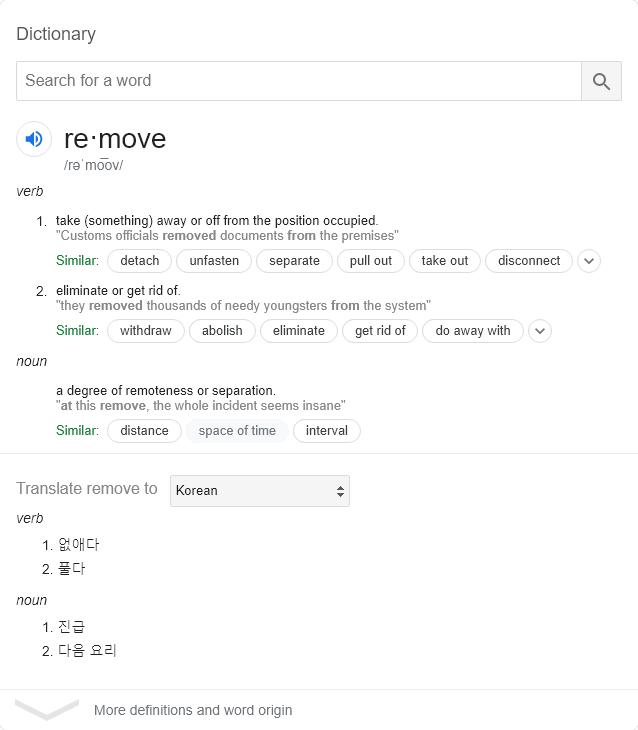 Dictionary
Search for a word
re·move
/rəˈmo͞ov/
verb
1. take (something) away or off from the position occupied.
"Customs officials removed documents from the premises"
Similar: detach unfasten separate pull out take out disconnect
2. eliminate or get rid of.
"they removed thousands of needy youngsters from the system"
Similar: withdraw abolish eliminate get rid of do away with
noun
a degree of remoteness or separation.
"at this remove, the whole incident seems insane"
Similar: distance space of time interval
Translate remove to Korean
verb
1. 없애다
2. 풀다
noun
1. 진급
2. 다음 요리
More definitions and word origin